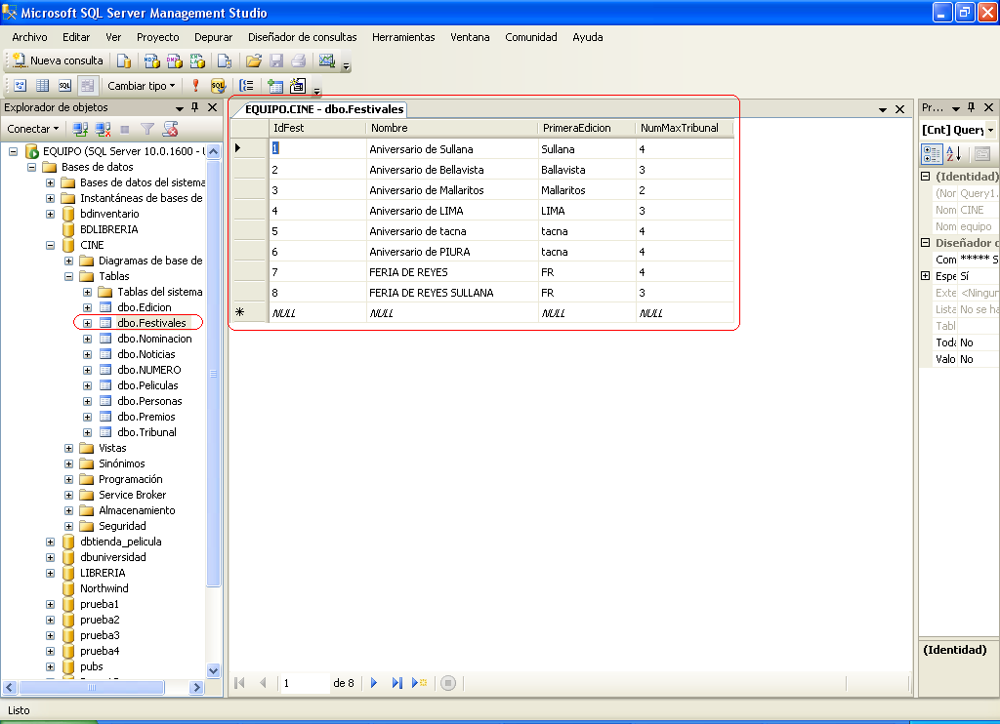 Microsoft SQL Server Management Studio
Archivo Editar Ver Proyecto Depurar Diseñador de consultas Herramientas Ventana Comunidad Ayuda
Nueva consulta
Cambiar tipo
Explorador de objetos
Conectar
EQUIPO (SQL Server 10.0.1600 -
Bases de datos
Bases de datos del sistema
Instantáneas de bases de
bdinventario
BDLIBRERIA
CINE
Diagramas de base de
Tablas
Tablas del sistema
dbo.Edicion
dbo.Festivales
dbo.Nominacion
dbo.Noticias
dbo.NUMERO
dbo.Peliculas
dbo.Personas
dbo.Premios
dbo.Tribunal
Vistas
Sinónimos
Programación
Service Broker
Almacenamiento
Seguridad
dbtienda_pelicula
dbuniversidad
LIBRERIA
Northwind
prueba1
prueba2
prueba3
prueba4
pubs
EQUIPO.CINE - dbo.Festivales
IdFest Nombre PrimeraEdicion NumMaxTribunal
1 Aniversario de Sullana Sullana 4
2 Aniversario de Bellavista Ballavista 3
3 Aniversario de Mallaritos Mallaritos 2
4 Aniversario de LIMA LIMA 3
5 Aniversario de tacna tacna 4
6 Aniversario de PIURA tacna 4
7 FERIA DE REYES FR 4
8 FERIA DE REYES SULLANA FR 3
NULL NULL NULL NULL
1 de 8
Pr...
[Cnt] Query
(Identidad)
(Nor Query1.
Nom CINE
Nom equipo
Diseñador c
Com ***** S
Espe Sí
Exte <Ningur
Lista No se ha
Tabl
Toda No
Valo No
(Identidad)
Listo